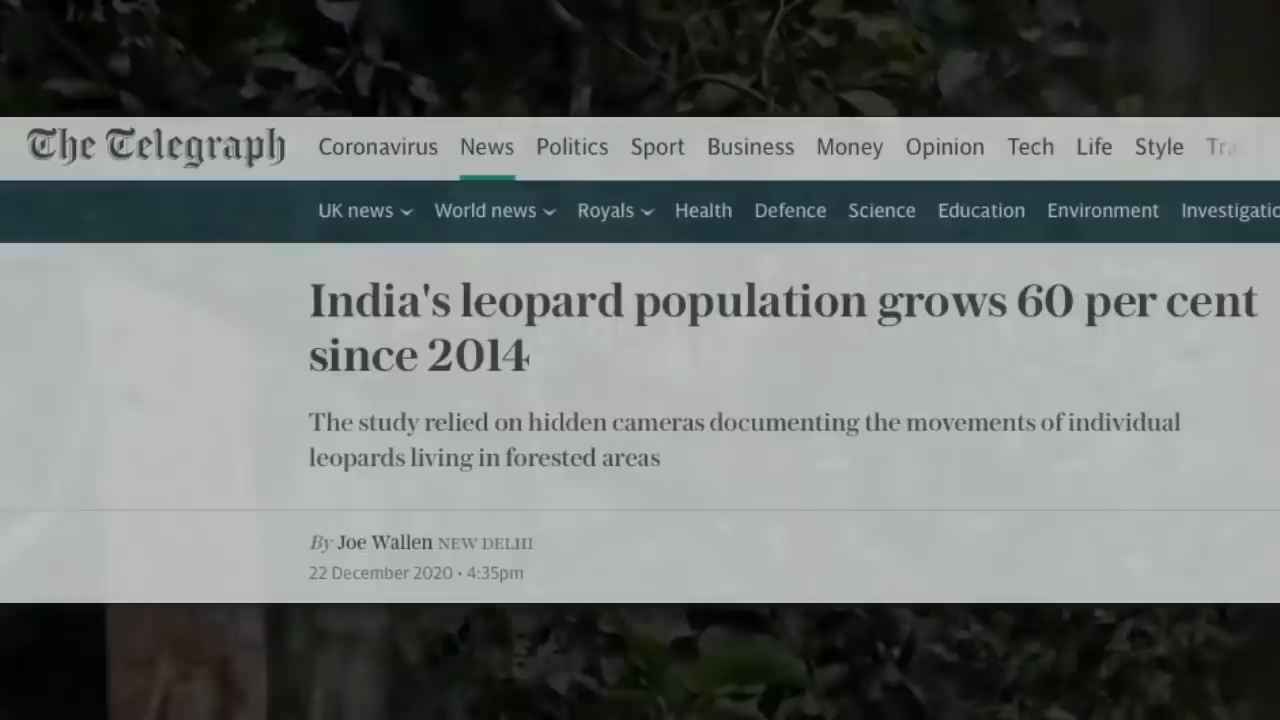 The Telegraph
Coronavirus News Politics Sport Business Money Opinion Tech Life Style
UK news World news Royals Health Defence Science Education Environment
India's leopard population grows 60 per cent
since 2014
The study relied on hidden cameras documenting the movements of individual
leopards living in forested areas
By Joe Wallen NEW DELHI
22 December 2020 • 4:35pm